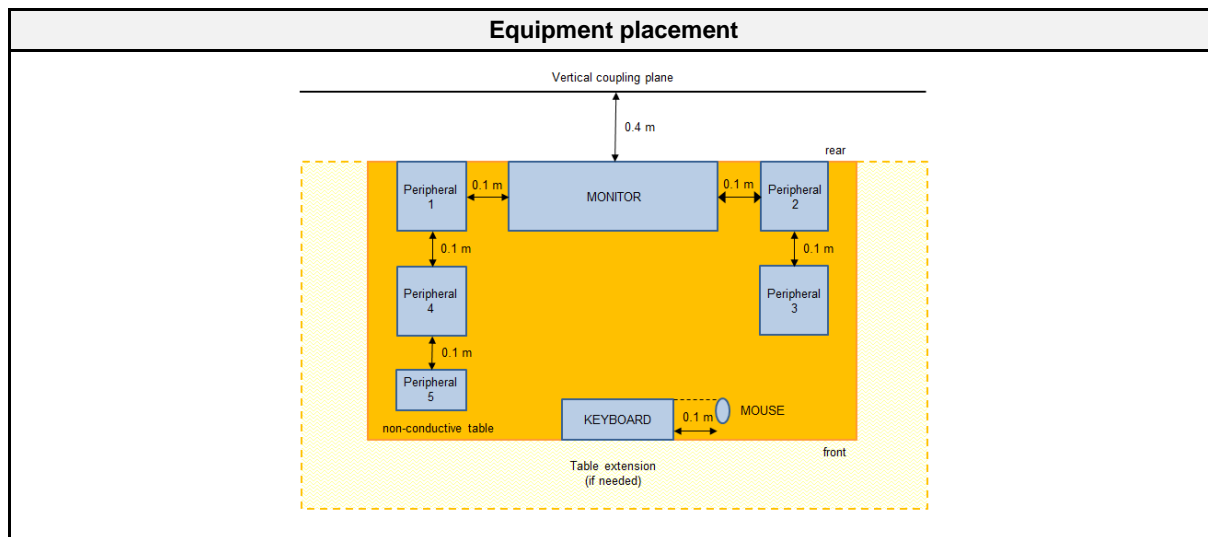 Equipment placement
Vertical coupling plane
0.4 m
rear
Peripheral
1
0.1 m
MONITOR
0.1 m
Peripheral
2
0.1 m
0.1 m
Peripheral
4
Peripheral
3
0.1 m
Peripheral
5
KEYBOARD
0.1 m
MOUSE
non-conductive table
front
Table extension
(if needed)